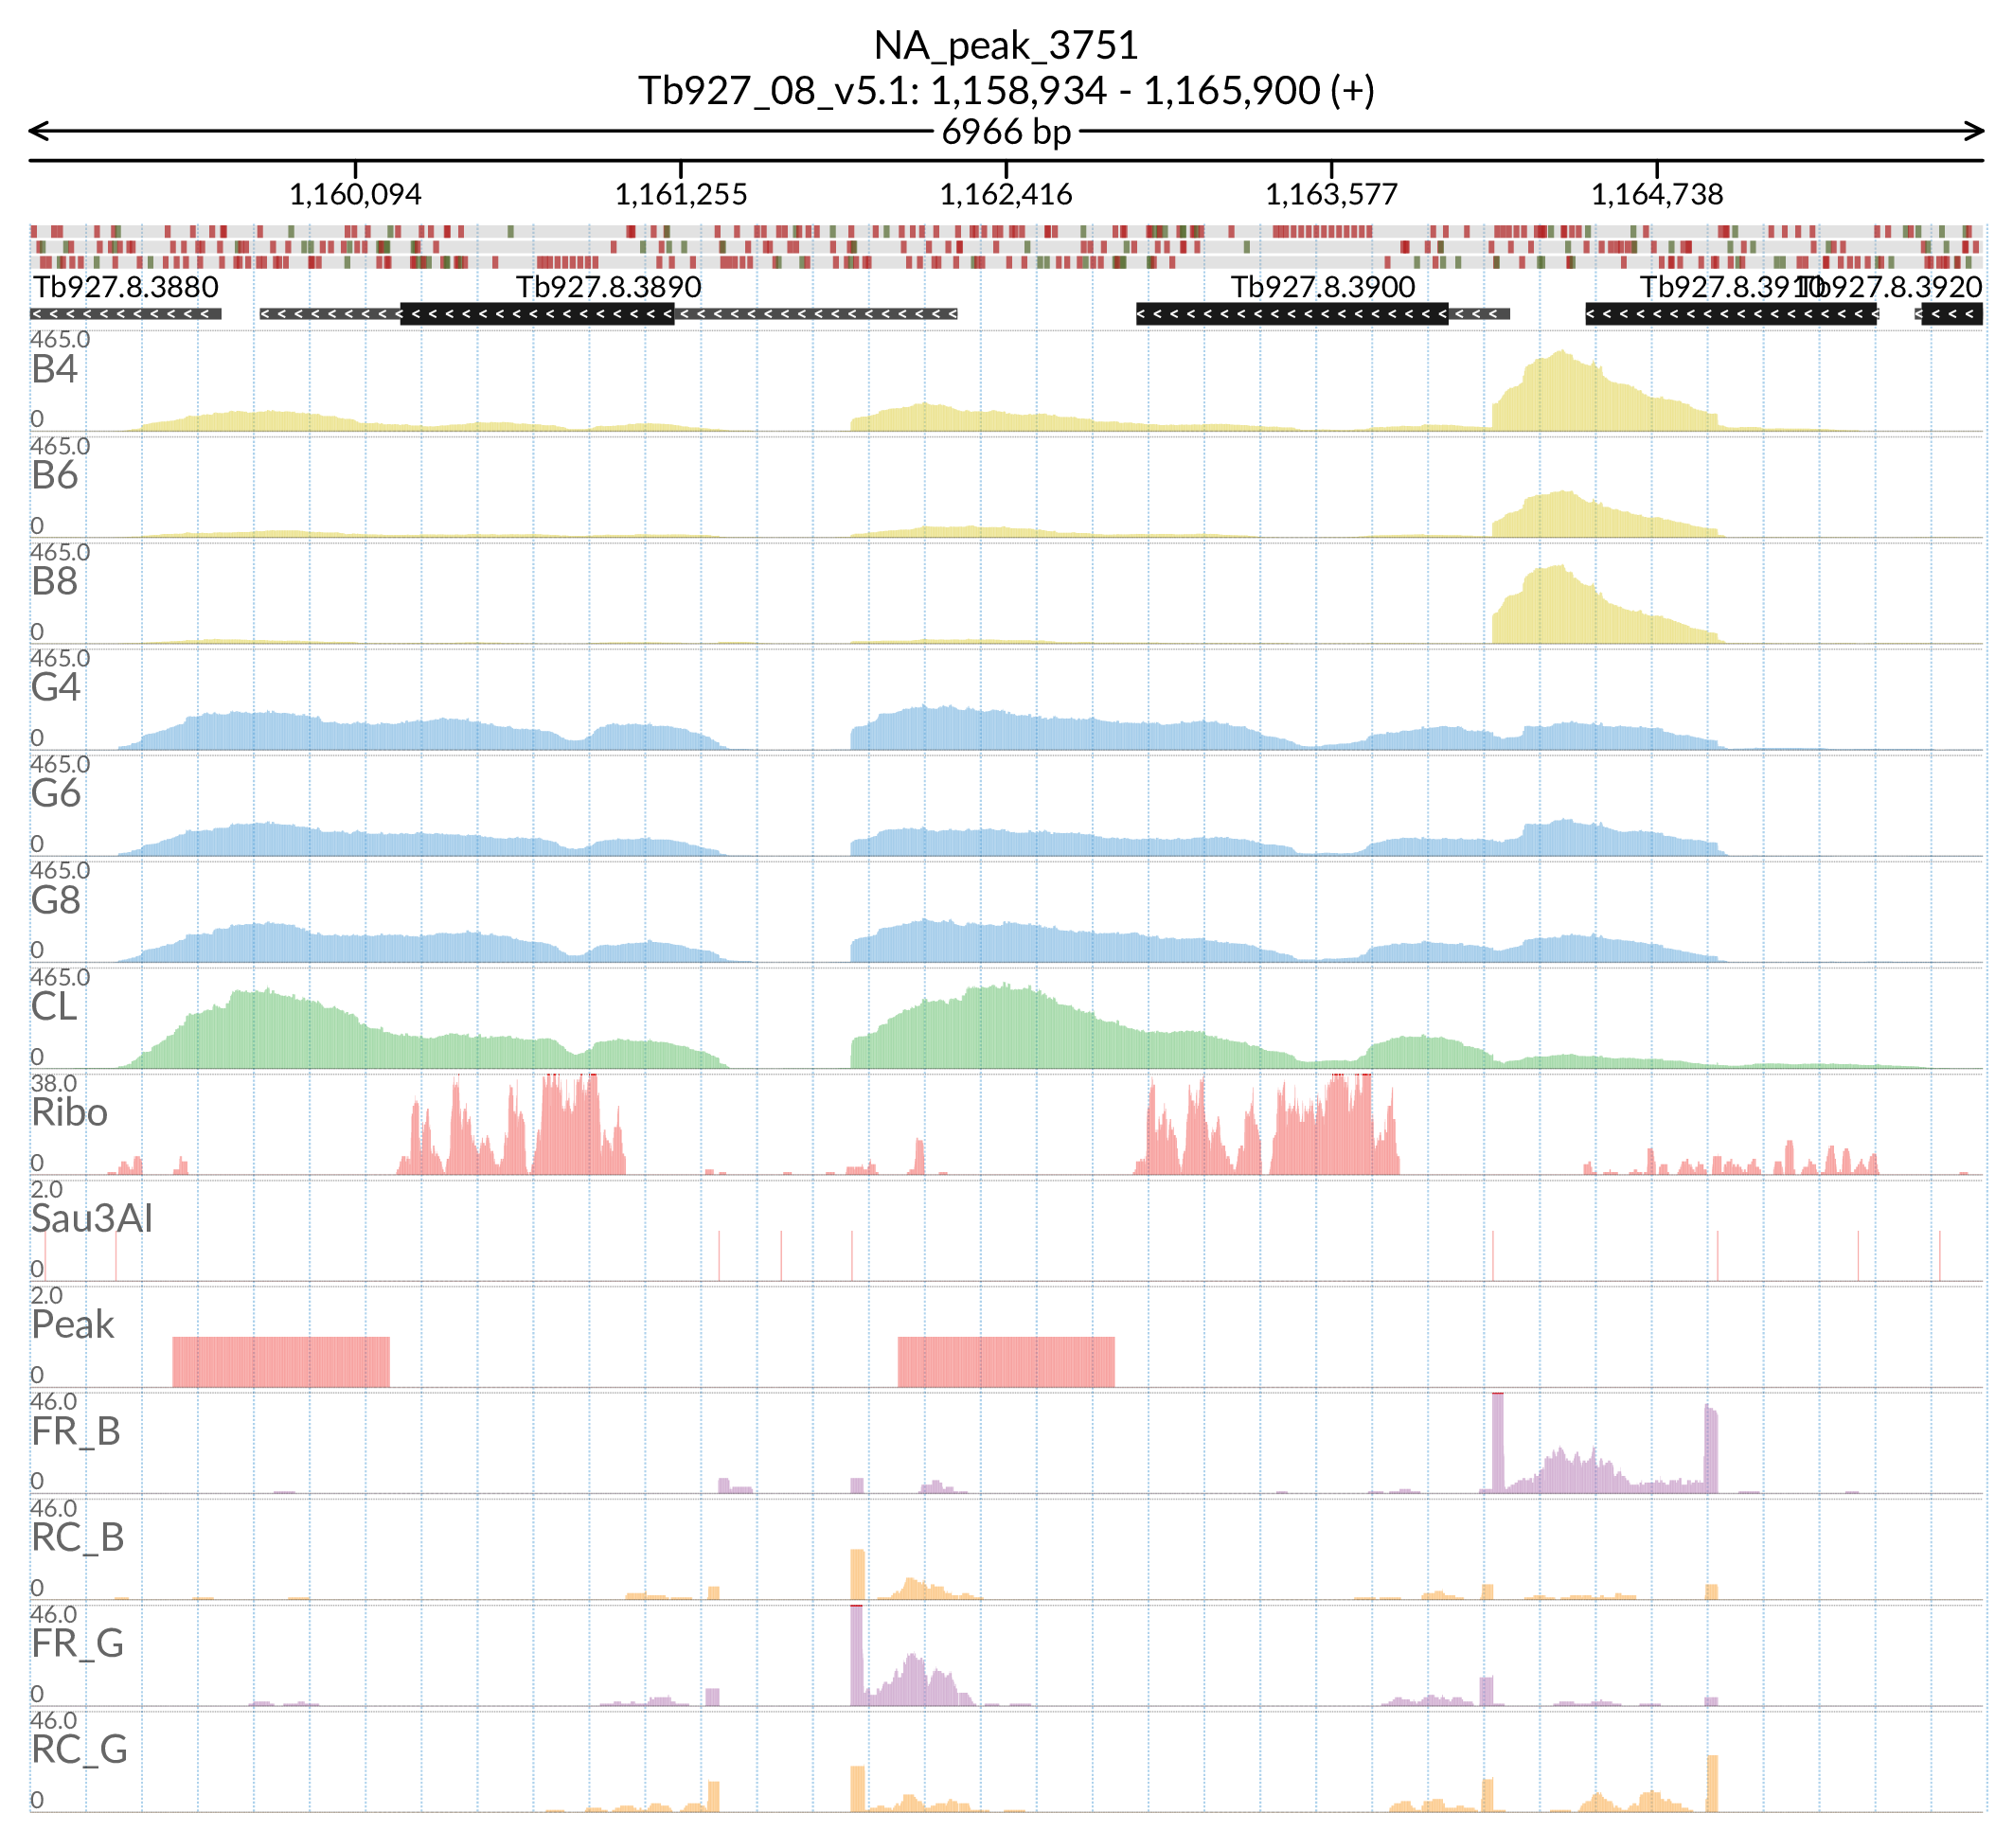 NA_peak_3751
Tb927_08_v5.1: 1,158,934 - 1,165,900 (+)
6966 bp
1,160,094 1,161,255 1,162,416 1,163,577 1,164,738
Tb927.8.3880 Tb927.8.3890 Tb927.8.3900 Tb927.8.3910 Tb927.8.3920
465.0
B4
0
465.0
B6
0
465.0
B8
0
465.0
G4
0
465.0
G6
0
465.0
G8
0
465.0
CL
0
38.0
Ribo
0
2.0
Sau3AI
0
2.0
Peak
0
46.0
FR_B
0
46.0
RC_B
0
46.0
FR_G
0
46.0
RC_G
0